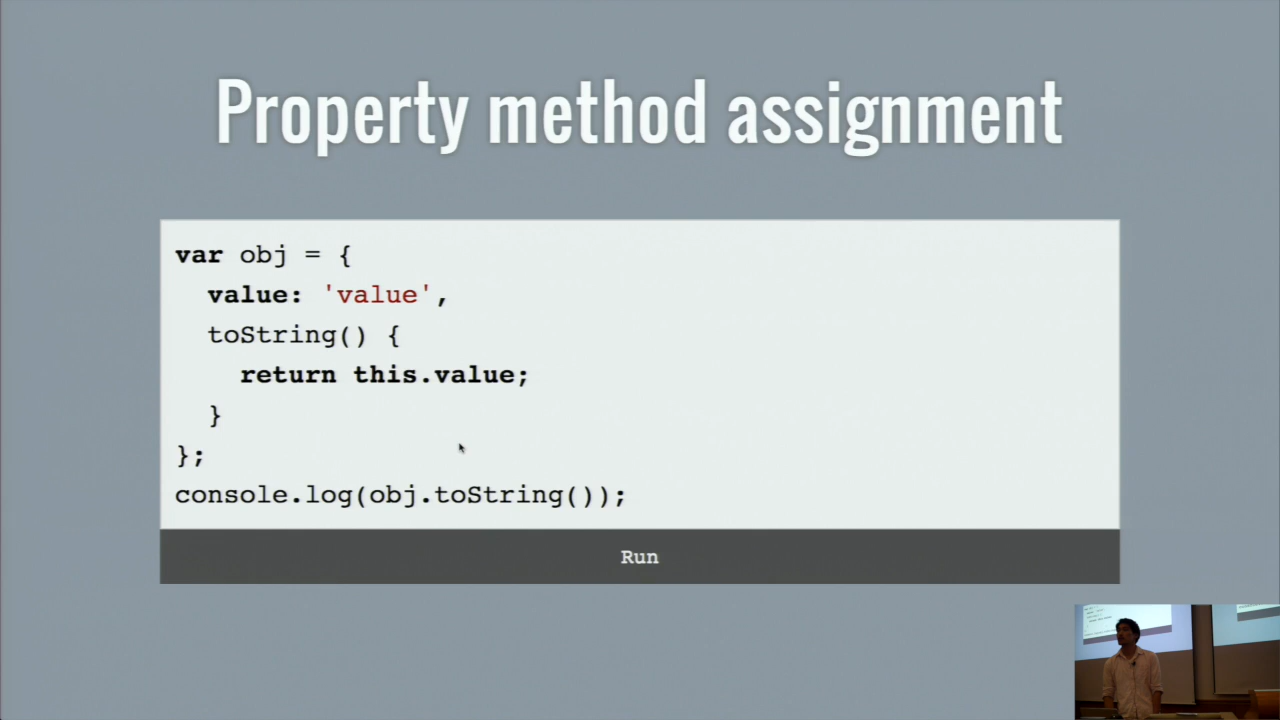 Property method assignment
var obj = {
  value: 'value',
  toString() {
    return this.value;
  }
};
console.log(obj.toString());
Run